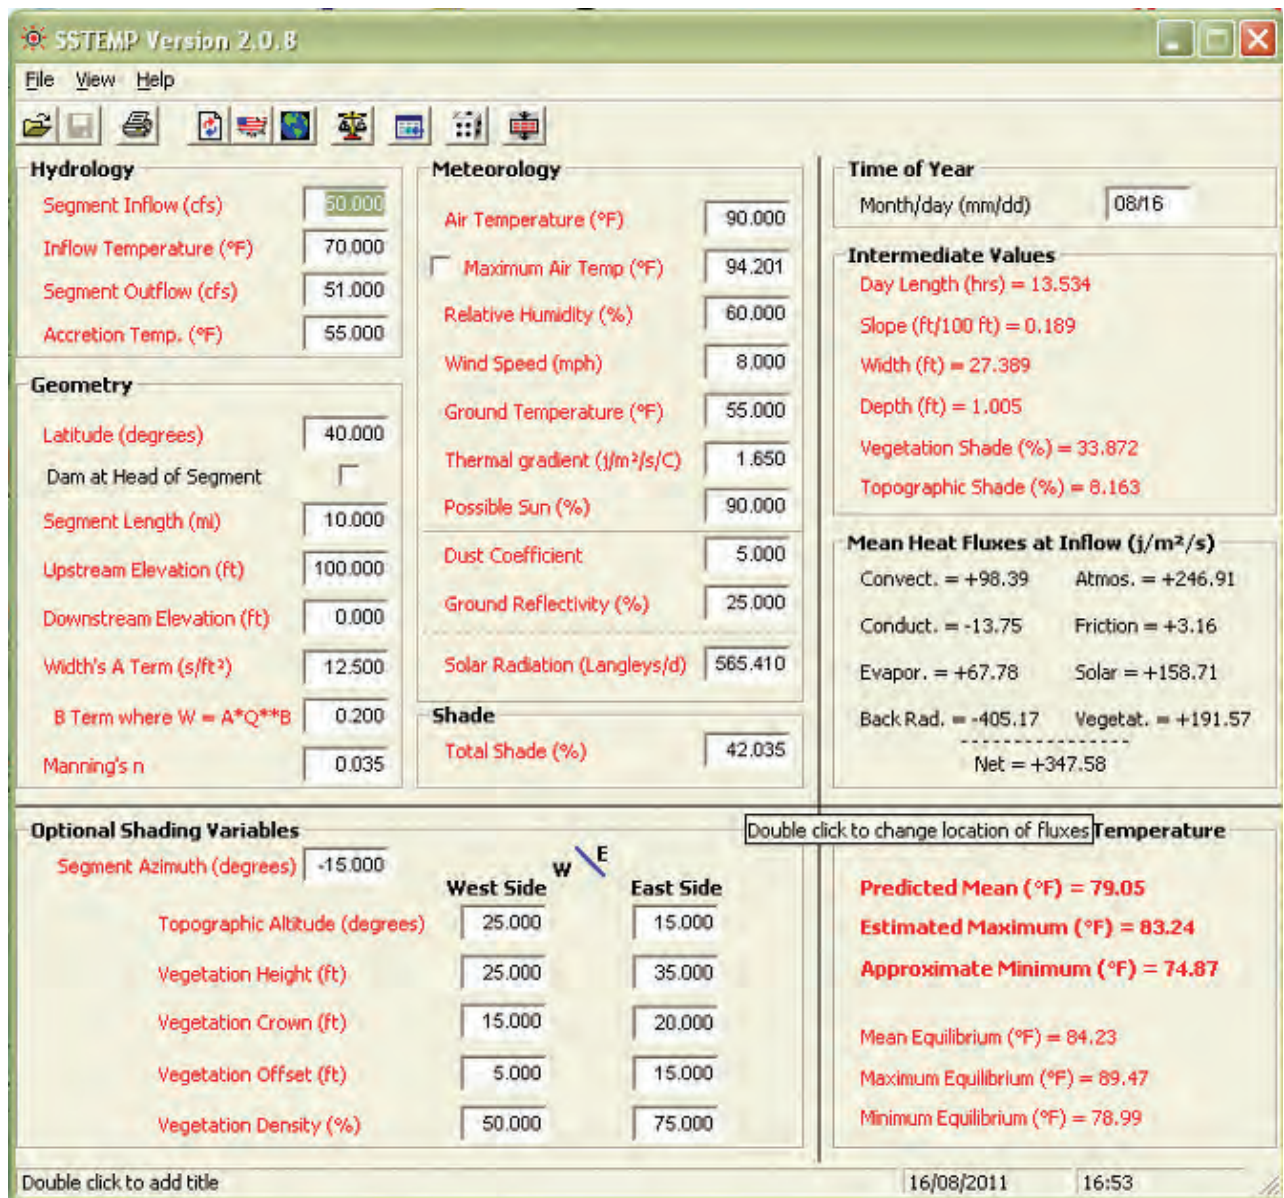 SSTEMP Version 2.0.8
File View Help
Hydrology
Segment Inflow (cfs) 50.000
Inflow Temperature (°F) 70.000
Segment Outflow (cfs) 51.000
Accretion Temp. (°F) 55.000
Geometry
Latitude (degrees) 40.000
Dam at Head of Segment
Segment Length (mi) 10.000
Upstream Elevation (ft) 100.000
Downstream Elevation (ft) 0.000
Width's A Term (s/ft²) 12.500
B Term where W = A*Q**B 0.200
Manning's n 0.035
Meteorology
Air Temperature (°F) 90.000
Maximum Air Temp (°F) 94.201
Relative Humidity (%) 60.000
Wind Speed (mph) 8.000
Ground Temperature (°F) 55.000
Thermal gradient (j/m²/s/C) 1.650
Possible Sun (%) 90.000
Dust Coefficient 5.000
Ground Reflectivity (%) 25.000
Solar Radiation (Langleys/d) 565.410
Shade
Total Shade (%) 42.035
Time of Year
Month/day (mm/dd) 08/16
Intermediate Values
Day Length (hrs) = 13.534
Slope (ft/100 ft) = 0.189
Width (ft) = 27.389
Depth (ft) = 1.005
Vegetation Shade (%) = 33.872
Topographic Shade (%) = 8.163
Mean Heat Fluxes at Inflow (j/m²/s)
Convect. = +98.39 Atmos. = +246.91
Conduct. = -13.75 Friction = +3.16
Evapor. = +67.78 Solar = +158.71
Back Rad. = -405.17 Vegetat. = +191.57
Net = +347.58
Optional Shading Variables
Segment Azimuth (degrees) -15.000
W E
West Side East Side
Topographic Altitude (degrees) 25.000 15.000
Vegetation Height (ft) 25.000 35.000
Vegetation Crown (ft) 15.000 20.000
Vegetation Offset (ft) 5.000 15.000
Vegetation Density (%) 50.000 75.000
Double click to change location of fluxes Temperature
Predicted Mean (°F) = 79.05
Estimated Maximum (°F) = 83.24
Approximate Minimum (°F) = 74.87
Mean Equilibrium (°F) = 84.23
Maximum Equilibrium (°F) = 89.47
Minimum Equilibrium (°F) = 78.99
Double click to add title 16/08/2011 16:53